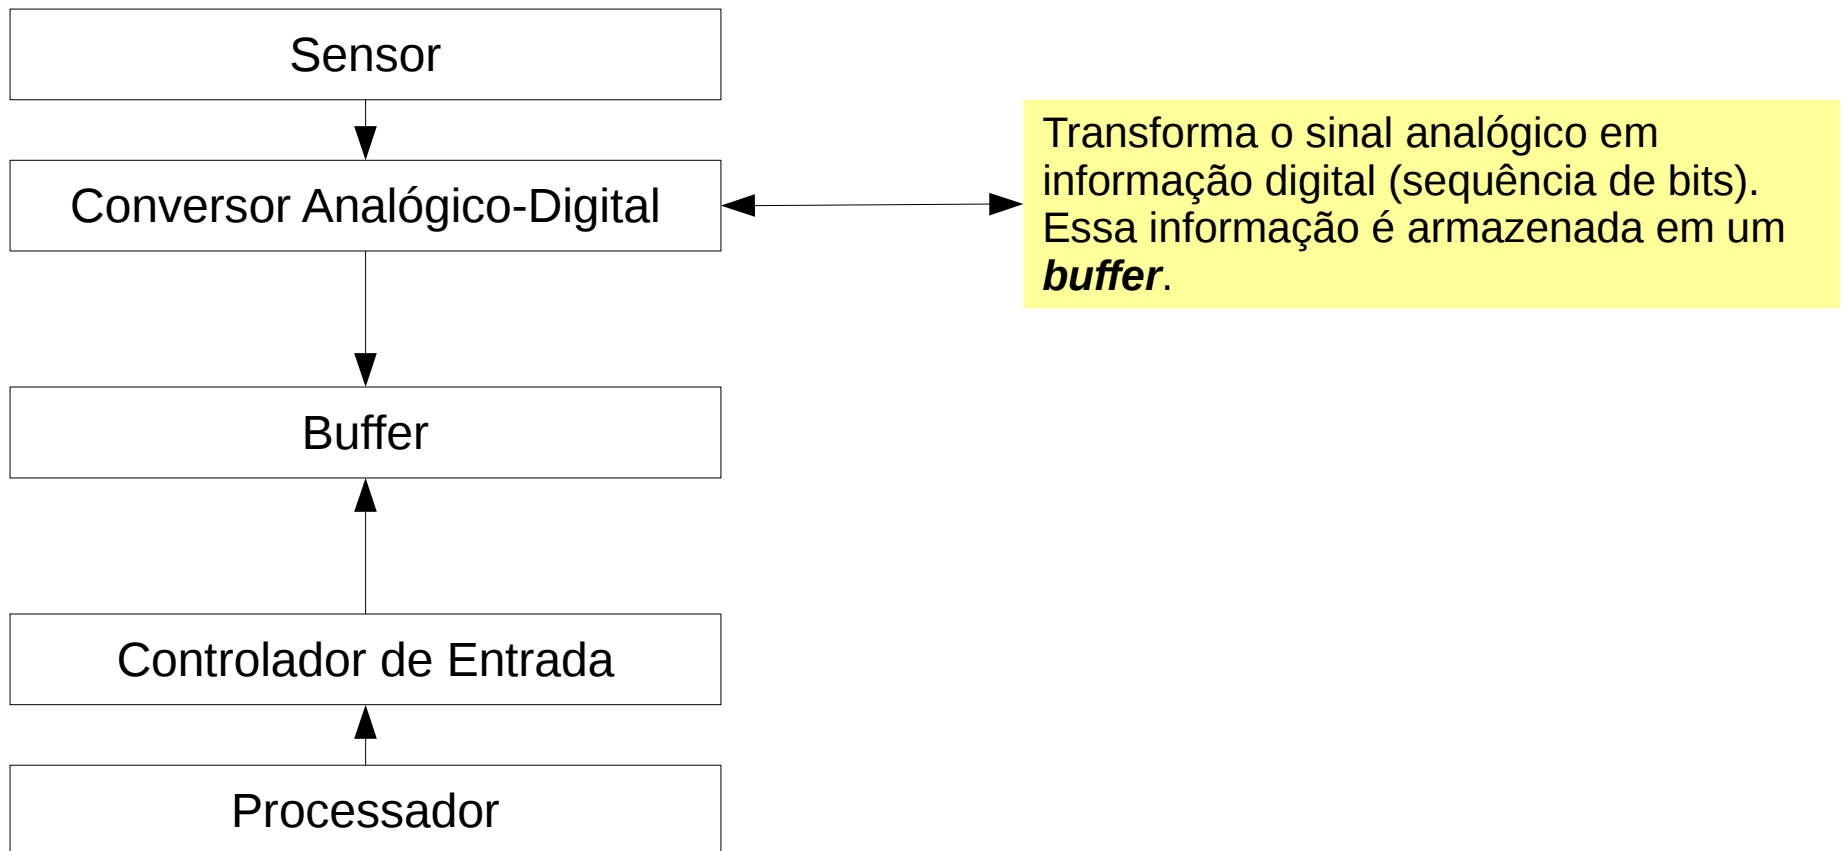 Sensor
Conversor Analógico-Digital
Transforma o sinal analógico em
informação digital (sequência de bits).
Essa informação é armazenada em um
buffer.
Buffer
Controlador de Entrada
Processador